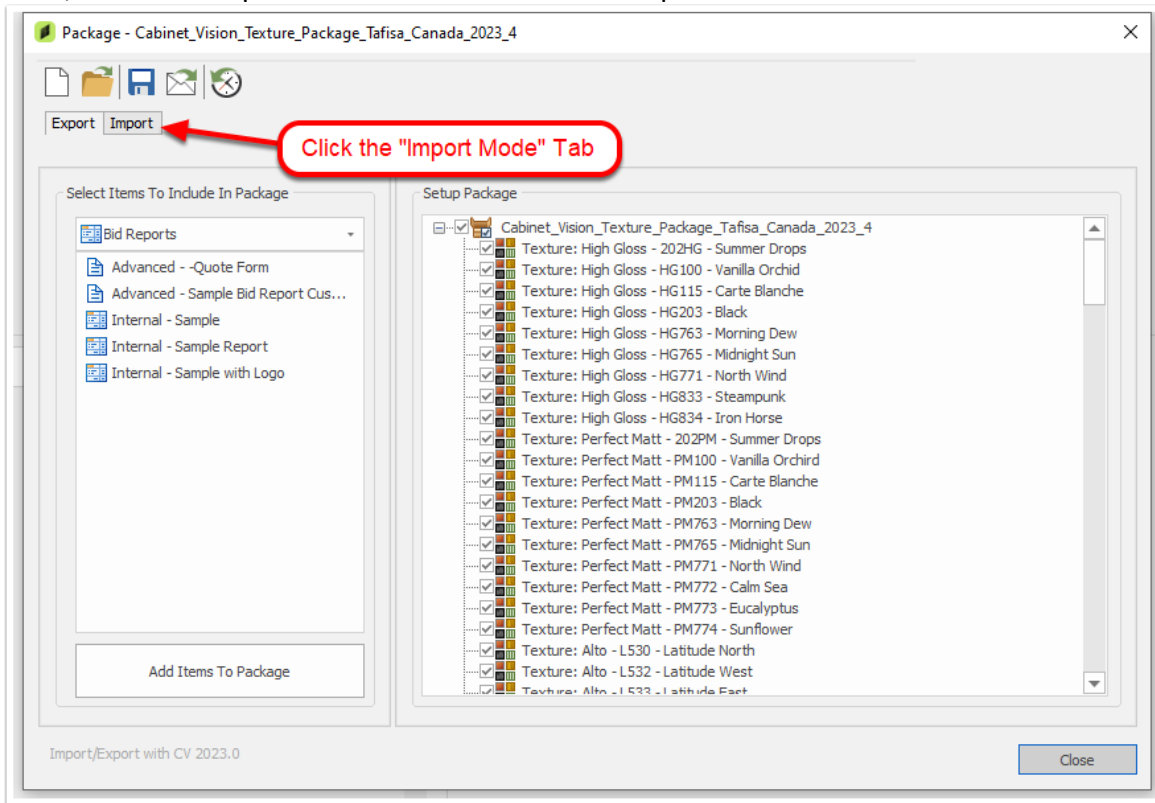 Package - Cabinet_Vision_Texture_Package_Tafisa_Canada_2023_4
Export Import
Click the "Import Mode" Tab
Select Items To Include In Package
Bid Reports
Advanced - -Quote Form
Advanced - Sample Bid Report Cus...
Internal - Sample
Internal - Sample Report
Internal - Sample with Logo
Add Items To Package
Setup Package
Cabinet_Vision_Texture_Package_Tafisa_Canada_2023_4
Texture: High Gloss - 202HG - Summer Drops
Texture: High Gloss - HG100 - Vanilla Orchid
Texture: High Gloss - HG115 - Carte Blanche
Texture: High Gloss - HG203 - Black
Texture: High Gloss - HG763 - Morning Dew
Texture: High Gloss - HG765 - Midnight Sun
Texture: High Gloss - HG771 - North Wind
Texture: High Gloss - HG833 - Steampunk
Texture: High Gloss - HG834 - Iron Horse
Texture: Perfect Matt - 202PM - Summer Drops
Texture: Perfect Matt - PM100 - Vanilla Orchird
Texture: Perfect Matt - PM115 - Carte Blanche
Texture: Perfect Matt - PM203 - Black
Texture: Perfect Matt - PM763 - Morning Dew
Texture: Perfect Matt - PM765 - Midnight Sun
Texture: Perfect Matt - PM771 - North Wind
Texture: Perfect Matt - PM772 - Calm Sea
Texture: Perfect Matt - PM773 - Eucalyptus
Texture: Perfect Matt - PM774 - Sunflower
Texture: Alto - L530 - Latitude North
Texture: Alto - L532 - Latitude West
Texture: Alto - L533 - Latitude East
Import/Export with CV 2023.0
Close